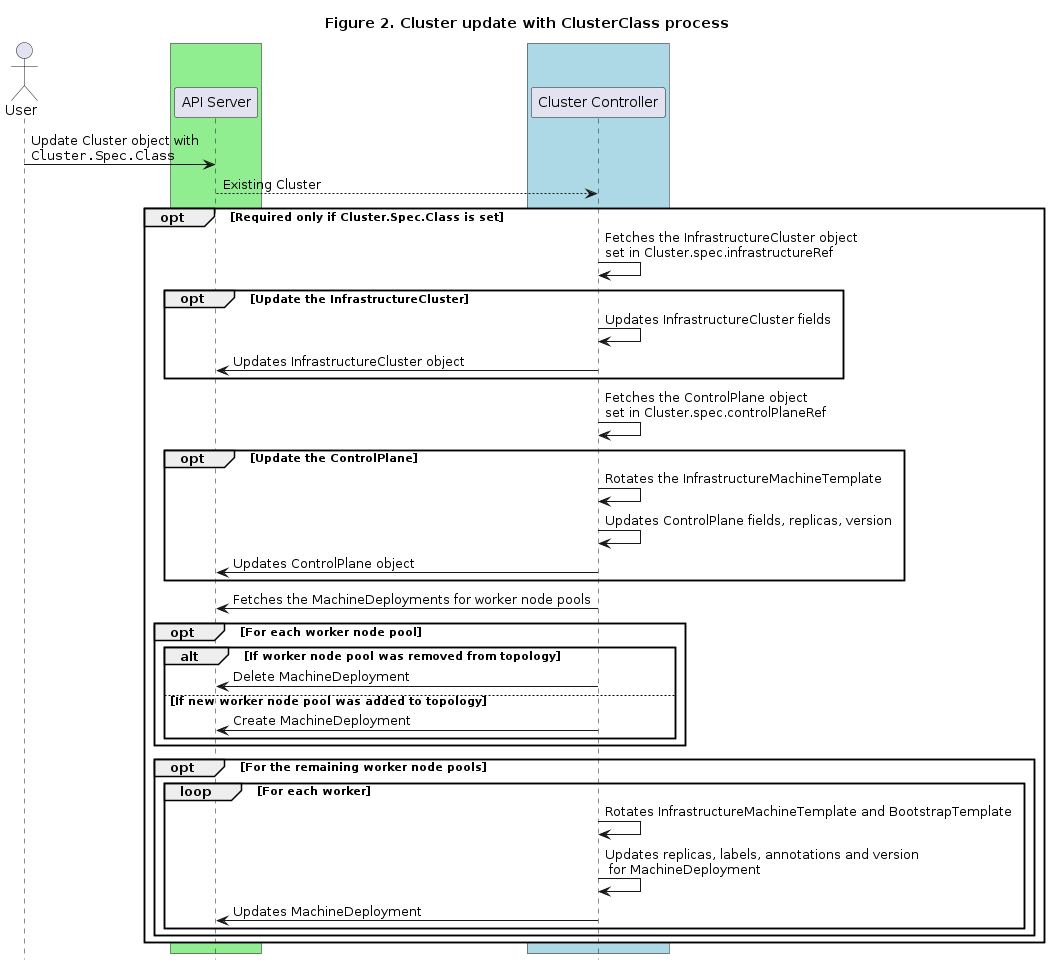 Figure 2. Cluster update with ClusterClass process
User
API Server
Cluster Controller
Update Cluster object with
Cluster.Spec.Class
Existing Cluster
opt [Required only if Cluster.Spec.Class is set]
Fetches the InfrastructureCluster object
set in Cluster.spec.infrastructureRef
opt [Update the InfrastructureCluster]
Updates InfrastructureCluster fields
Updates InfrastructureCluster object
Fetches the ControlPlane object
set in Cluster.spec.controlPlaneRef
opt [Update the ControlPlane]
Rotates the InfrastructureMachineTemplate
Updates ControlPlane fields, replicas, version
Updates ControlPlane object
Fetches the MachineDeployments for worker node pools
opt [For each worker node pool]
alt [If worker node pool was removed from topology]
Delete MachineDeployment
[If new worker node pool was added to topology]
Create MachineDeployment
opt [For the remaining worker node pools]
loop [For each worker]
Rotates InfrastructureMachineTemplate and BootstrapTemplate
Updates replicas, labels, annotations and version
for MachineDeployment
Updates MachineDeployment